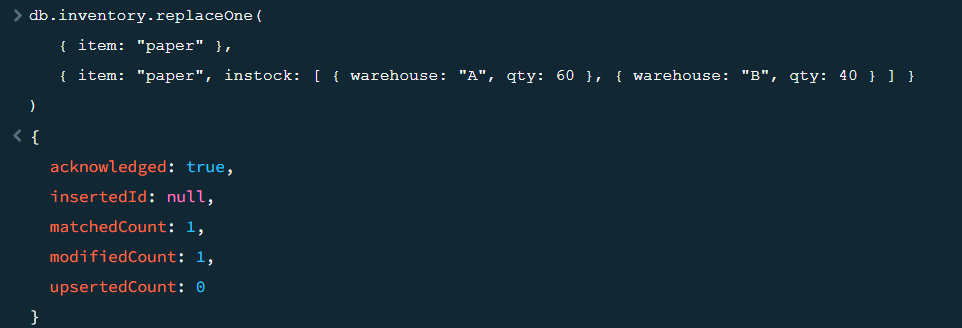 > db.inventory.replaceOne(
{ item: "paper" },
{ item: "paper", instock: [ { warehouse: "A", qty: 60 }, { warehouse: "B", qty: 40 } ] }
)
< {
acknowledged: true,
insertedId: null,
matchedCount: 1,
modifiedCount: 1,
upsertedCount: 0
}